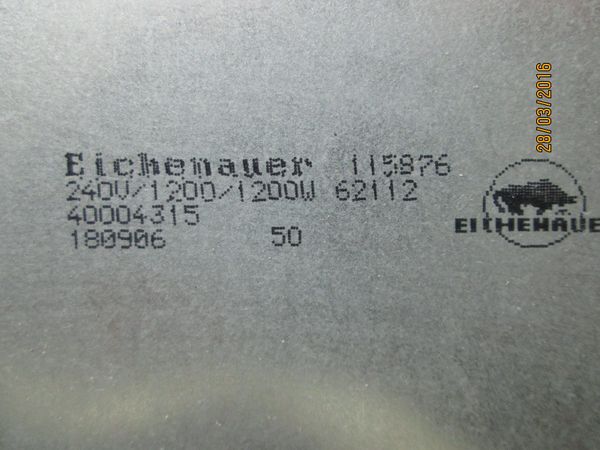 28/03/2016
Eichenauer 115876
240V/1200/1200W 62112
40004315
180906 50
EICHENAUE